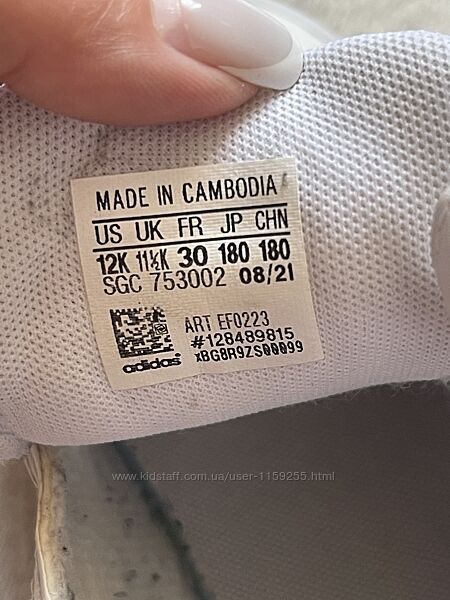 MADE IN CAMBODIA
US UK FR JP CHN
12K 11½K 30 180 180
SGC 753002 08/21
ART EF0223
#128489815
xBG8R9ZS00099
adidas
www.kidstaff.com.ua/user-1159255.html